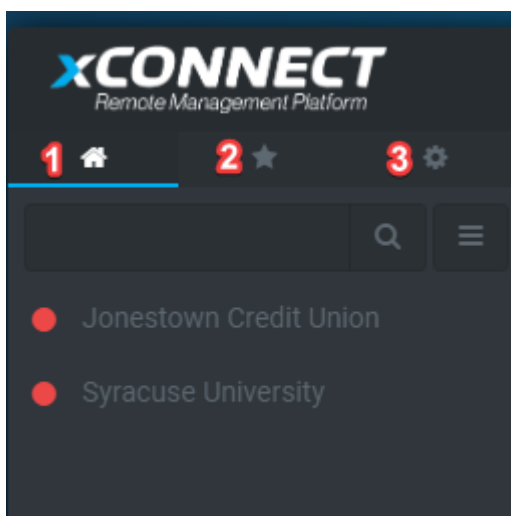 xCONNECT
Remote Management Platform
1 2 3
Jonestown Credit Union
Syracuse University